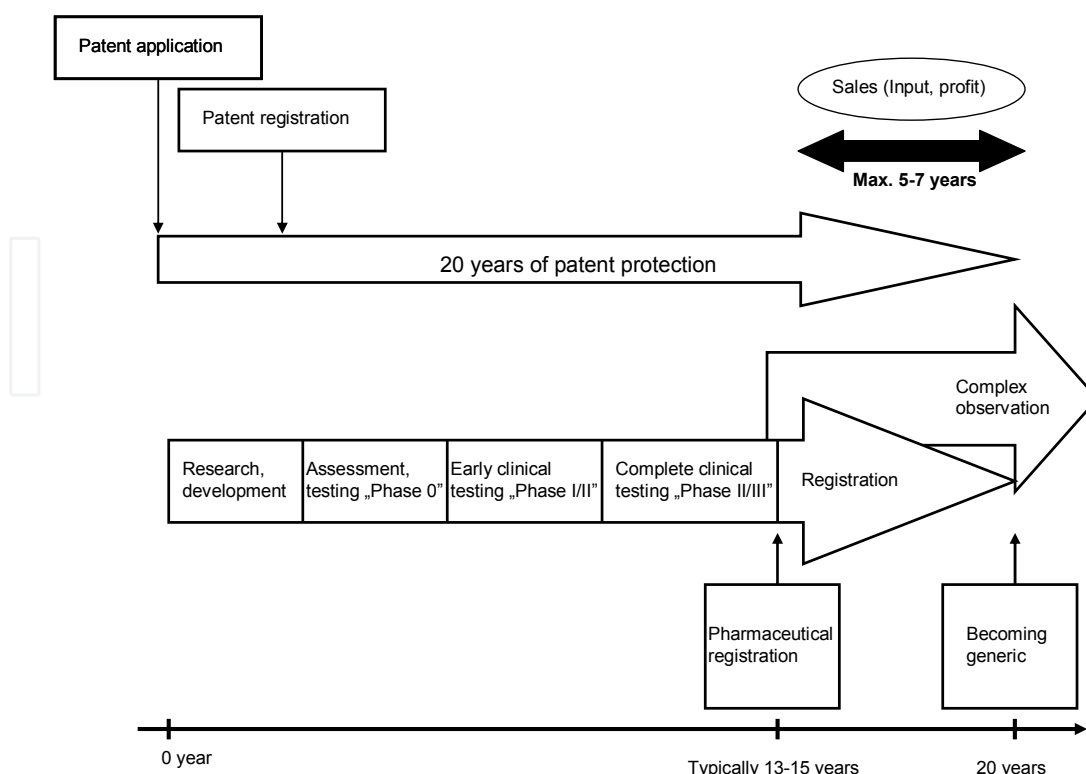 Patent application
Patent registration
Sales (Input, profit)
Max. 5-7 years
20 years of patent protection
Complex
observation
Research,
development
Assessment,
testing „Phase 0”
Early clinical
testing „Phase I/II”
Complete clinical
testing „Phase II/III”
Registration
Pharmaceutical
registration
Becoming
generic
0 year
Typically 13-15 years
20 years